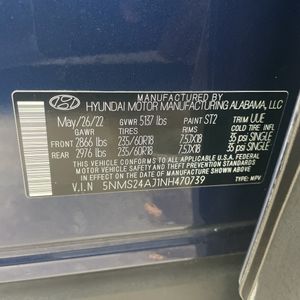 MANUFACTURED BY
HYUNDAI MOTOR MANUFACTURING ALABAMA, LLC
May/26/22 GVWR 5137 lbs PAINT ST2 TRIM UUE
GAWR TIRES RIMS COLD TIRE PRESSURE
FRONT 2866 lbs 235/60R18 7.5JX18 35 psi SINGLE
REAR 2976 lbs 235/60R18 7.5JX18 35 psi SINGLE
THIS VEHICLE CONFORMS TO ALL APPLICABLE U.S.A FEDERAL
MOTOR VEHICLE SAFETY AND THEFT PREVENTION STANDARDS
IN EFFECT ON THE DATE OF MANUFACTURE SHOWN ABOVE.
V.I.N 5NMS24AJ1NH470739 TYPE: MPV